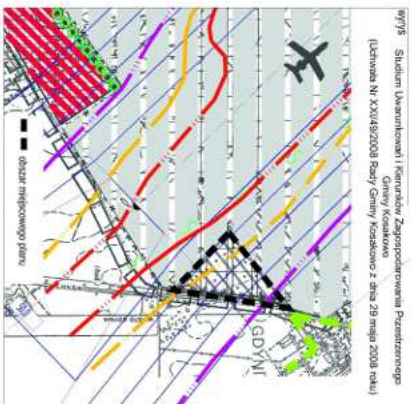 wyrys Studium Uwarunkowań i Kierunków Zagospodarowania Przestrzennego
Gminy Kosakowo
(Uchwała Nr XXI/49/2008 Rady Gminy Kosakowo z dnia 29 maja 2008 roku)
GDYNI
obszar miejscowego planu